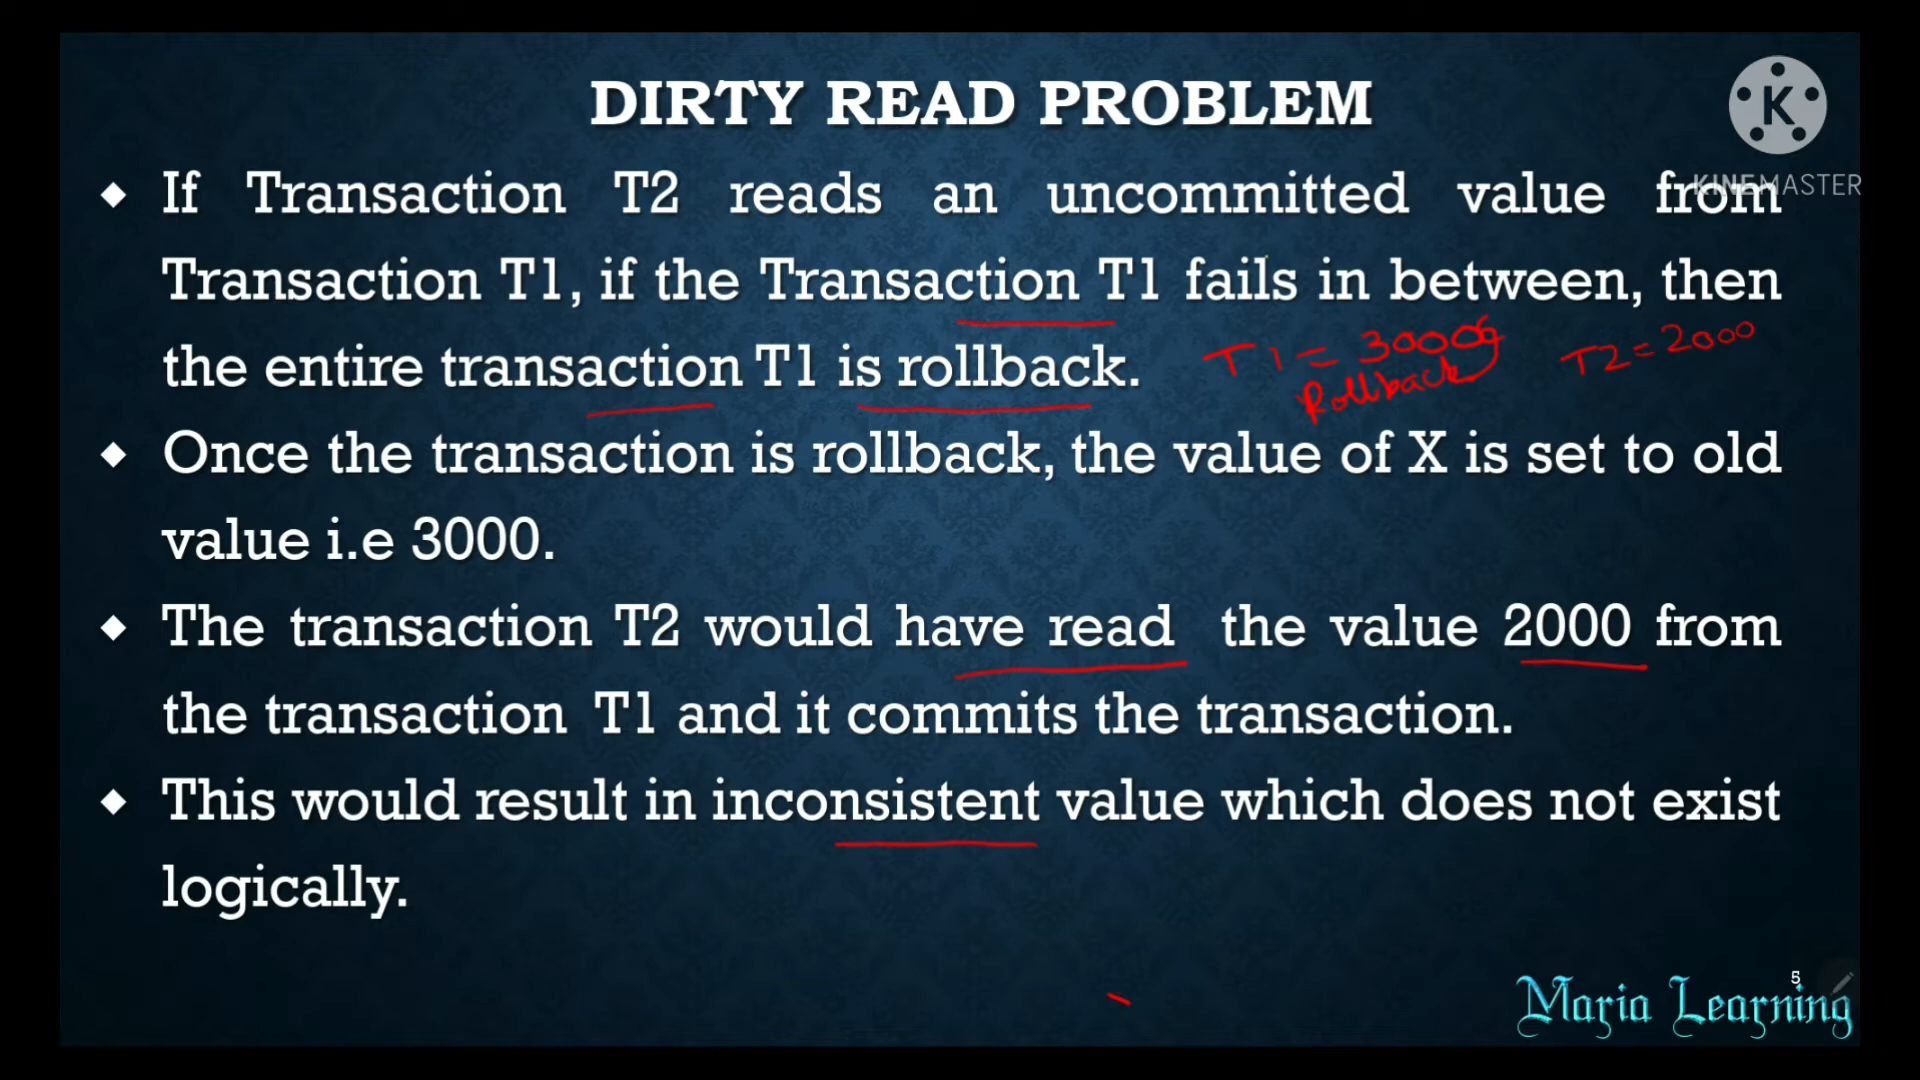 DIRTY READ PROBLEM
K
KINEMASTER
If Transaction T2 reads an uncommitted value from
Transaction T1, if the Transaction T1 fails in between, then
T1 = 3000
T2 = 2000
the entire transaction T1 is rollback.
Rollback
Once the transaction is rollback, the value of X is set to old
value i.e 3000.
The transaction T2 would have read the value 2000 from
the transaction T1 and it commits the transaction.
This would result in inconsistent value which does not exist
logically.
5
Maria Learning